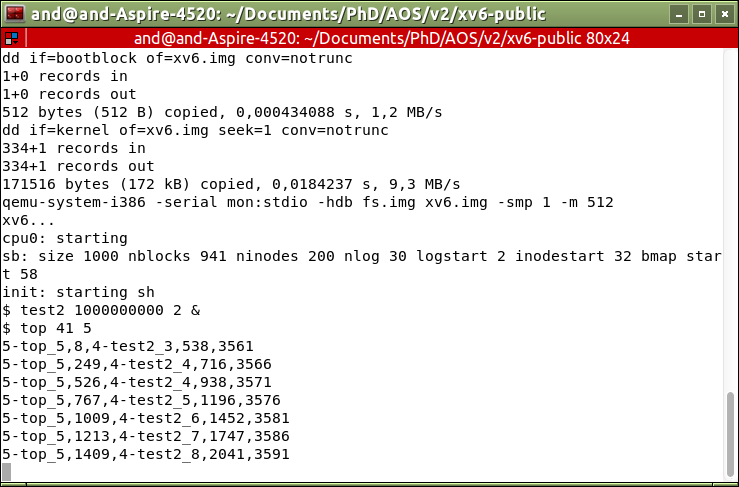 and@and-Aspire-4520: ~/Documents/PhD/AOS/v2/xv6-public
and@and-Aspire-4520: ~/Documents/PhD/AOS/v2/xv6-public 80x24
dd if=bootblock of=xv6.img conv=notrunc
1+0 records in
1+0 records out
512 bytes (512 B) copied, 0,000434088 s, 1,2 MB/s
dd if=kernel of=xv6.img seek=1 conv=notrunc
334+1 records in
334+1 records out
171516 bytes (172 kB) copied, 0,0184237 s, 9,3 MB/s
qemu-system-i386 -serial mon:stdio -hdb fs.img xv6.img -smp 1 -m 512
xv6...
cpu0: starting
sb: size 1000 nblocks 941 ninodes 200 nlog 30 logstart 2 inodestart 32 bmap star
t 58
init: starting sh
$ test2 1000000000 2 &
$ top 41 5
5-top_5,8,4-test2_3,538,3561
5-top_5,249,4-test2_4,716,3566
5-top_5,526,4-test2_4,938,3571
5-top_5,767,4-test2_5,1196,3576
5-top_5,1009,4-test2_6,1452,3581
5-top_5,1213,4-test2_7,1747,3586
5-top_5,1409,4-test2_8,2041,3591